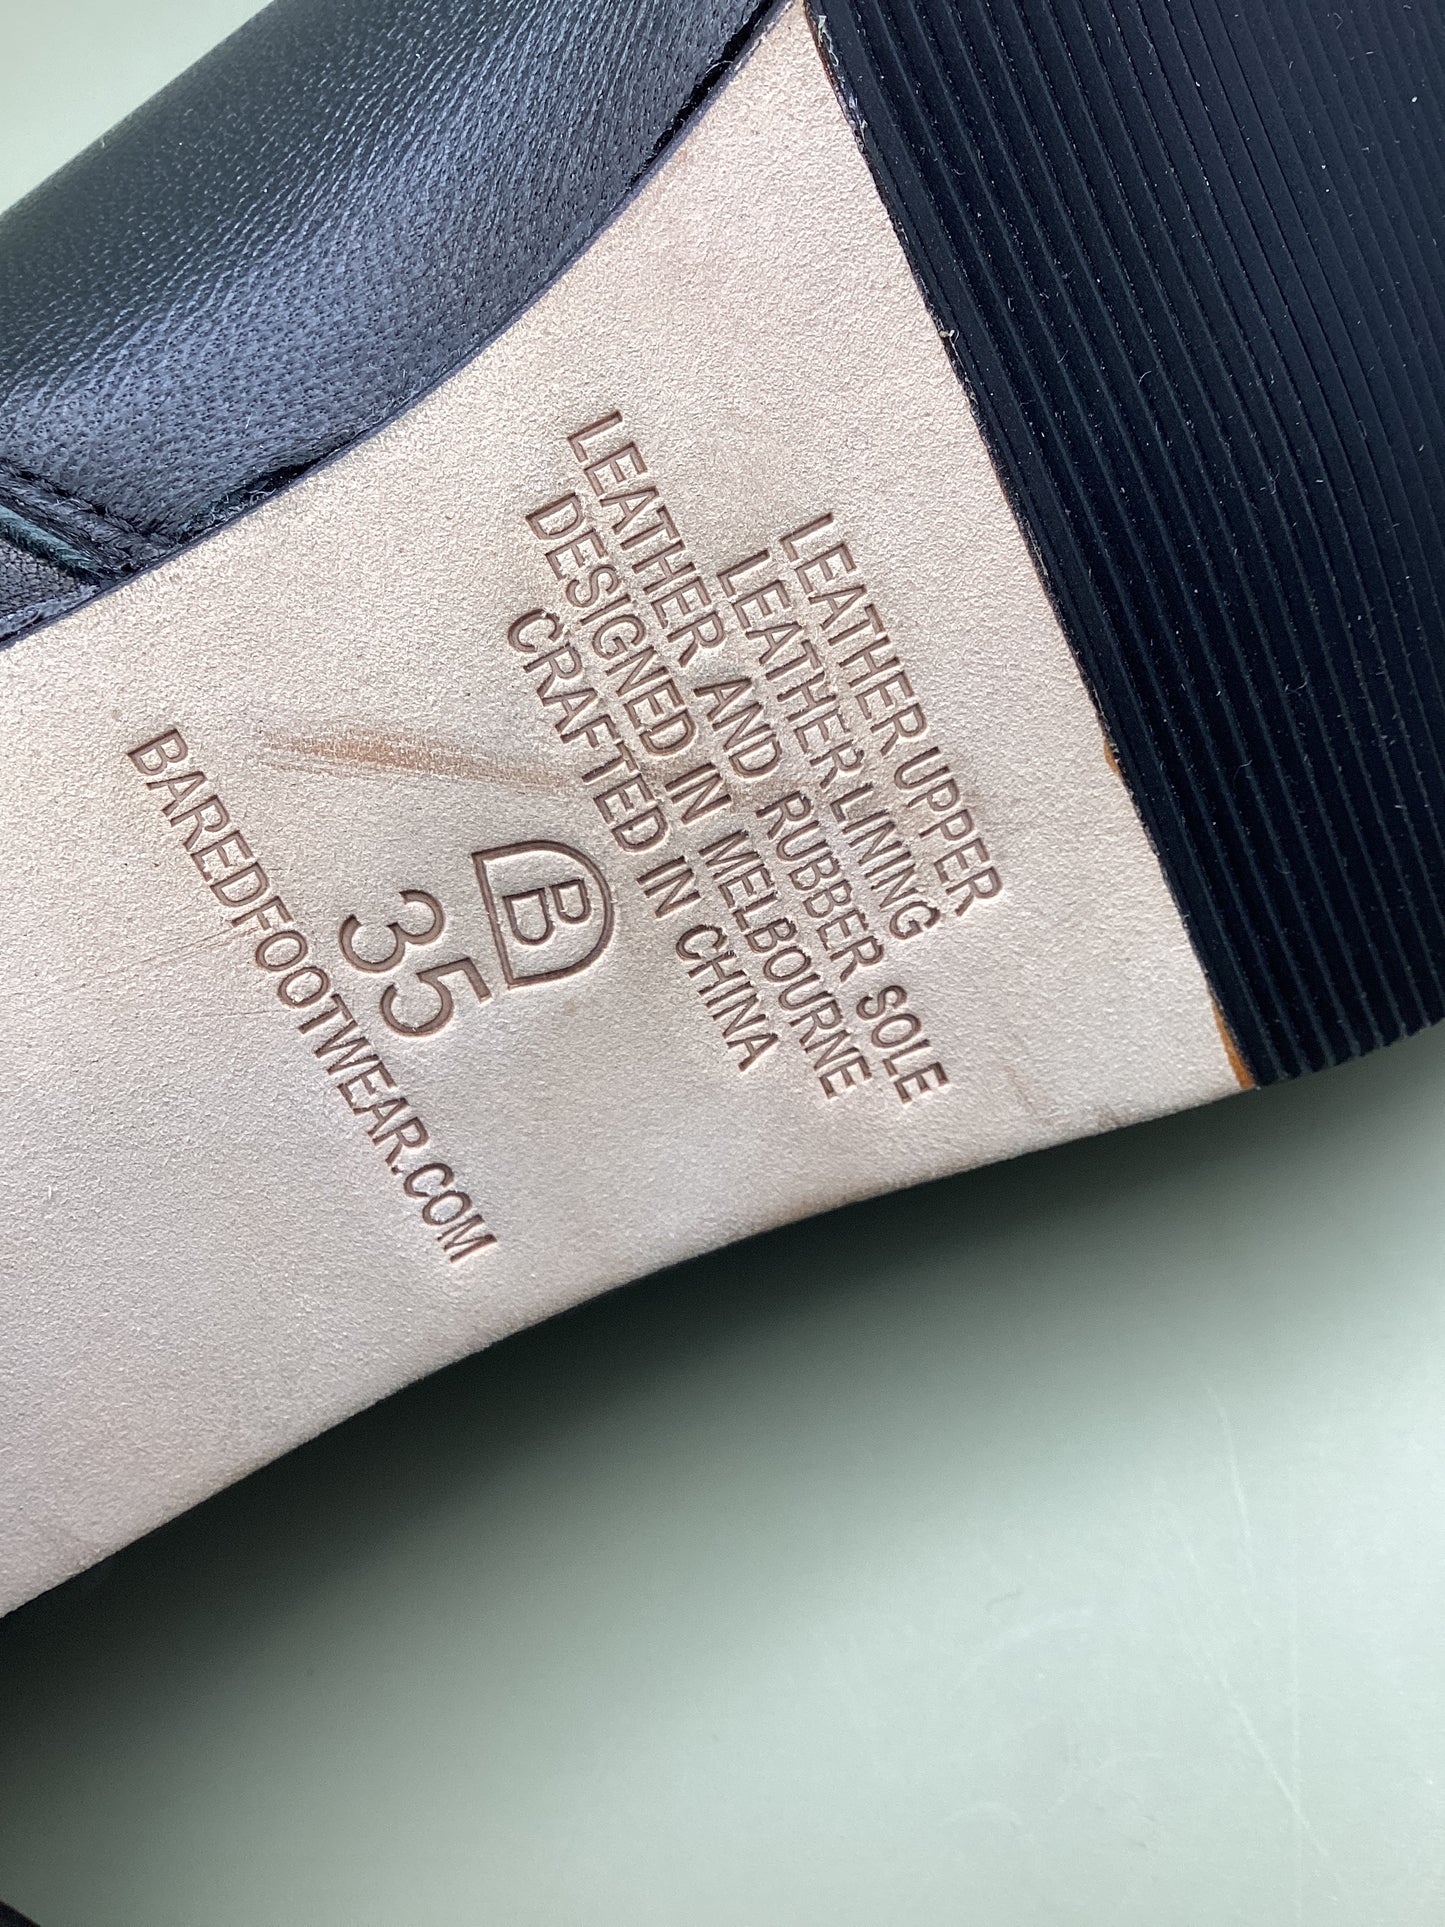 LEATHER UPPER
LEATHER LINING
LEATHER AND RUBBER SOLE
DESIGNED IN MELBOURNE
CRAFTED IN CHINA
B
35
BAREDFOOTWEAR.COM